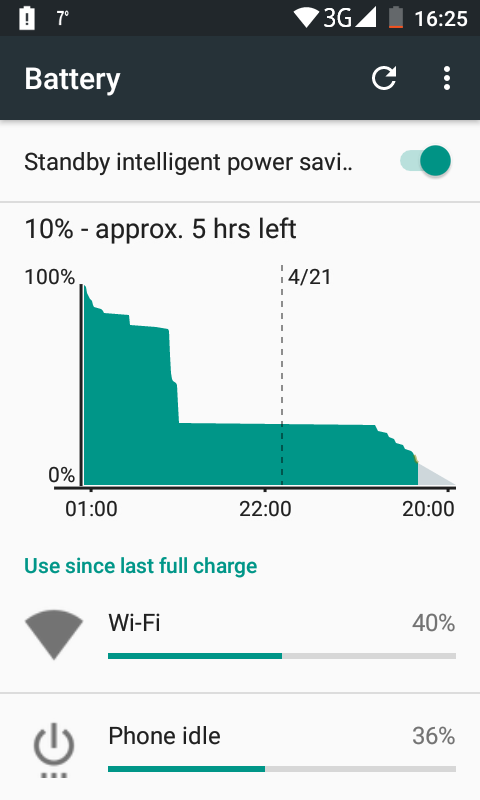 7° 3G 16:25
Battery
Standby intelligent power savi..
10% - approx. 5 hrs left
100% 4/21
0%
01:00 22:00 20:00
Use since last full charge
Wi-Fi 40%
Phone idle 36%